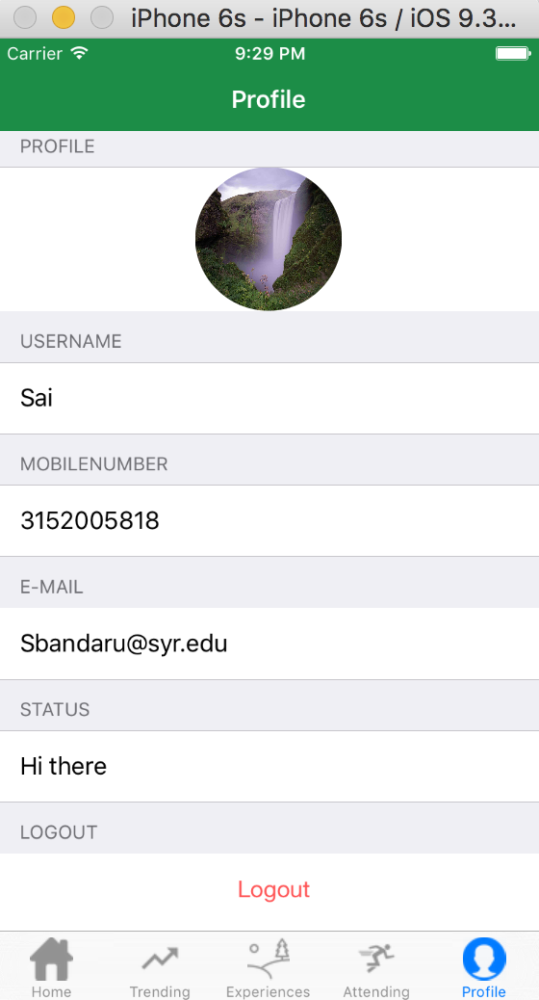 iPhone 6s - iPhone 6s / iOS 9.3...
Carrier 9:29 PM
Profile
PROFILE
USERNAME
Sai
MOBILENUMBER
3152005818
E-MAIL
Sbandaru@syr.edu
STATUS
Hi there
LOGOUT
Logout
Home Trending Experiences Attending Profile